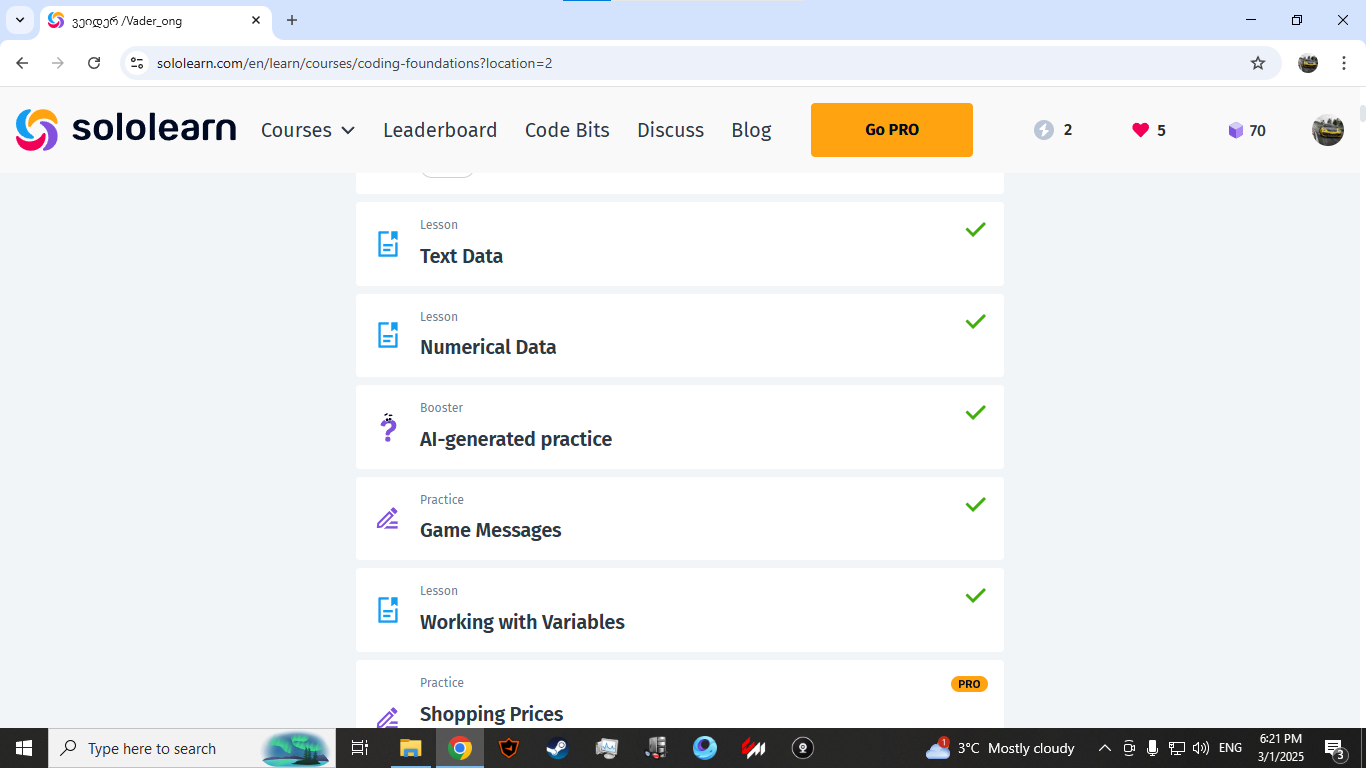 ვეიდერ /Vader_ong
sololearn.com/en/learn/courses/coding-foundations?location=2
sololearn Courses Leaderboard Code Bits Discuss Blog Go PRO 2 5 70
Lesson
Text Data
Lesson
Numerical Data
Booster
AI-generated practice
Practice
Game Messages
Lesson
Working with Variables
Practice PRO
Shopping Prices
Type here to search 3°C Mostly cloudy ENG 6:21 PM
1 3/1/2025 3